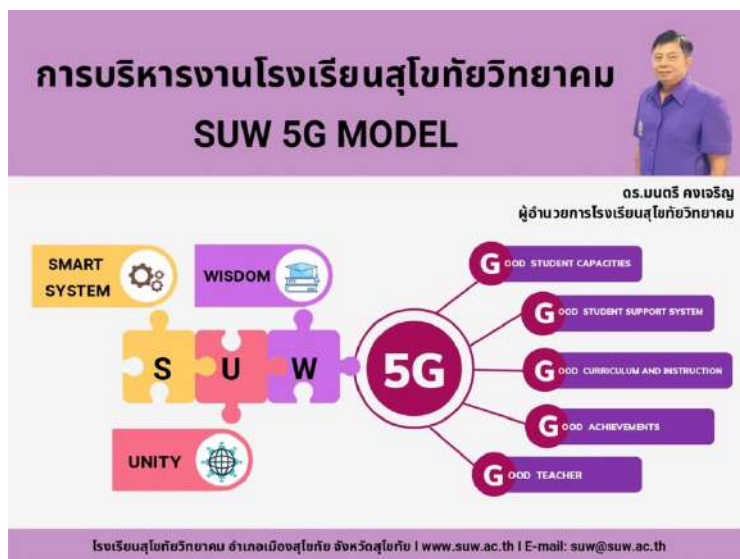 การบริหารงานโรงเรียนสุโขทัยวิทยาคม
SUW 5G MODEL
ดร.มนตรี คงเจริญ
ผู้อำนวยการโรงเรียนสุโขทัยวิทยาคม
SMART
SYSTEM
WISDOM
S U W
UNITY
5G
GOOD STUDENT CAPACITIES
GOOD STUDENT SUPPORT SYSTEM
GOOD CURRICULUM AND INSTRUCTION
GOOD ACHIEVEMENTS
GOOD TEACHER
โรงเรียนสุโขทัยวิทยาคม อำเภอเมืองสุโขทัย จังหวัดสุโขทัย I www.suw.ac.th I E-mail: suw@suw.ac.th